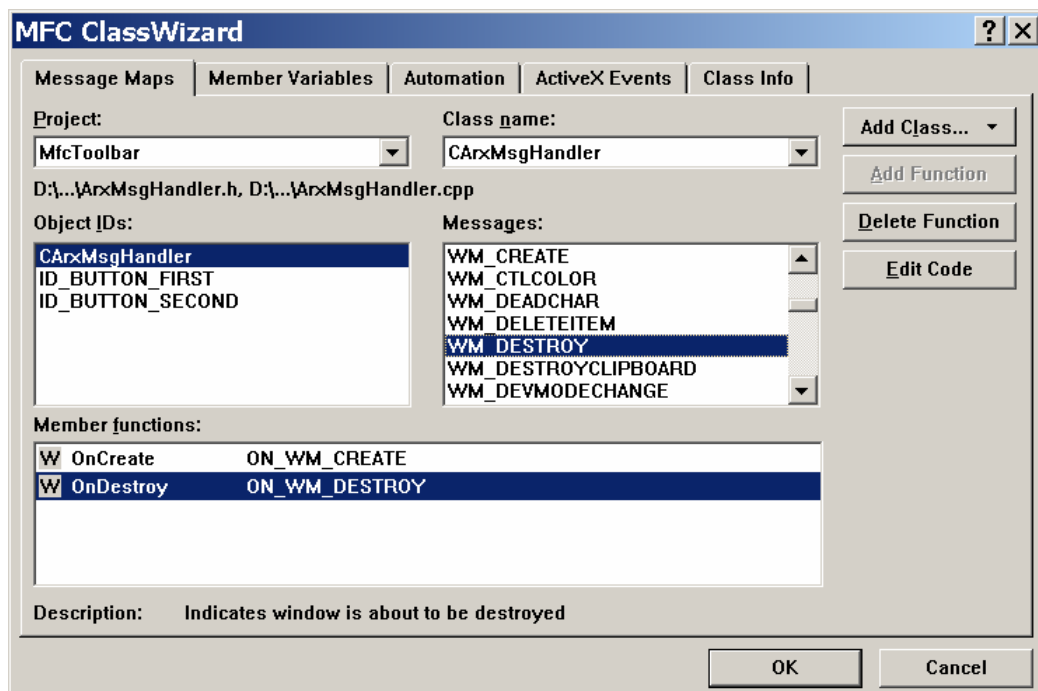 MFC ClassWizard
Message Maps Member Variables Automation ActiveX Events Class Info
Project: Class name:
MfcToolbar CArxMsgHandler
Add Class...
Add Function
Delete Function
Edit Code
D:\...\ArxMsgHandler.h, D:\...\ArxMsgHandler.cpp
Object IDs:
CArxMsgHandler
ID_BUTTON_FIRST
ID_BUTTON_SECOND
Messages:
WM_CREATE
WM_CTLCOLOR
WM_DEADCHAR
WM_DELETEITEM
WM_DESTROY
WM_DESTROYCLIPBOARD
WM_DEVMODECHANGE
Member functions:
W OnCreate ON_WM_CREATE
W OnDestroy ON_WM_DESTROY
Description: Indicates window is about to be destroyed
OK Cancel